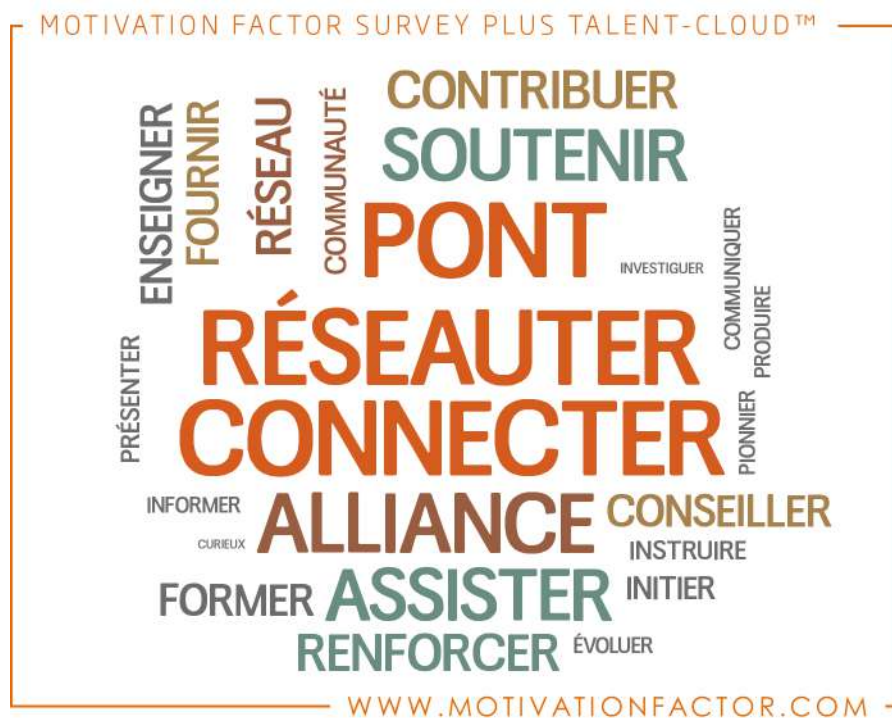 MOTIVATION FACTOR SURVEY PLUS TALENT-CLOUD™
ENSEIGNER
FOURNIR
RÉSEAU
COMMUNAUTÉ
CONTRIBUER
SOUTENIR
PONT
INVESTIGUER
COMMUNIQUER
PRODUIRE
RÉSEAUTER
PRÉSENTER
CONNECTER
PIONNIER
INFORMER
CURIEUX
ALLIANCE
CONSEILLER
INSTRUIRE
FORMER
ASSISTER
INITIER
RENFORCER
ÉVOLUER
WWW.MOTIVATIONFACTOR.COM